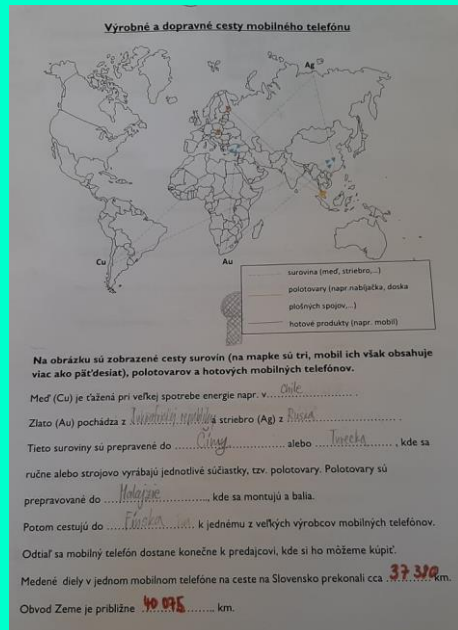 Výrobné a dopravné cesty mobilného telefónu
Ag
Cu
Au
surovina (meď, striebro,...)
polotovary (napr.nabíjačka, doska
plošných spojov,...)
hotové produkty (napr. mobil)
Na obrázku sú zobrazené cesty surovín (na mapke sú tri, mobil ich však obsahuje
viac ako päťdesiat), polotovarov a hotových mobilných telefónov.
Meď (Cu) je ťažená pri veľkej spotrebe energie napr. v Chile
Zlato (Au) pochádza z Juhoafrickej republiky a striebro (Ag) z Ruska
Tieto suroviny sú prepravené do Číny alebo Turecka, kde sa
ručne alebo strojovo vyrábajú jednotlivé súčiastky, tzv. polotovary. Polotovary sú
prepravované do Malajzie, kde sa montujú a balia.
Potom cestujú do Fínska k jednému z veľkých výrobcov mobilných telefónov.
Odtiaľ sa mobilný telefón dostane konečne k predajcovi, kde si ho môžeme kúpiť.
Medené diely v jednom mobilnom telefóne na ceste na Slovensko prekonali cca 37 380 km.
Obvod Zeme je približne 40 075 km.